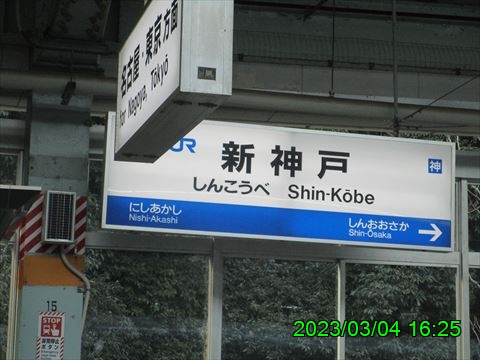 名古屋・東京方面
for Nagoya, Tōkyō
JR
新神戸
神
しんこうべ Shin-Kōbe
にしあかし
Nishi-Akashi
しんおおさか
Shin-Ōsaka
15
STOP
2023/03/04 16:25